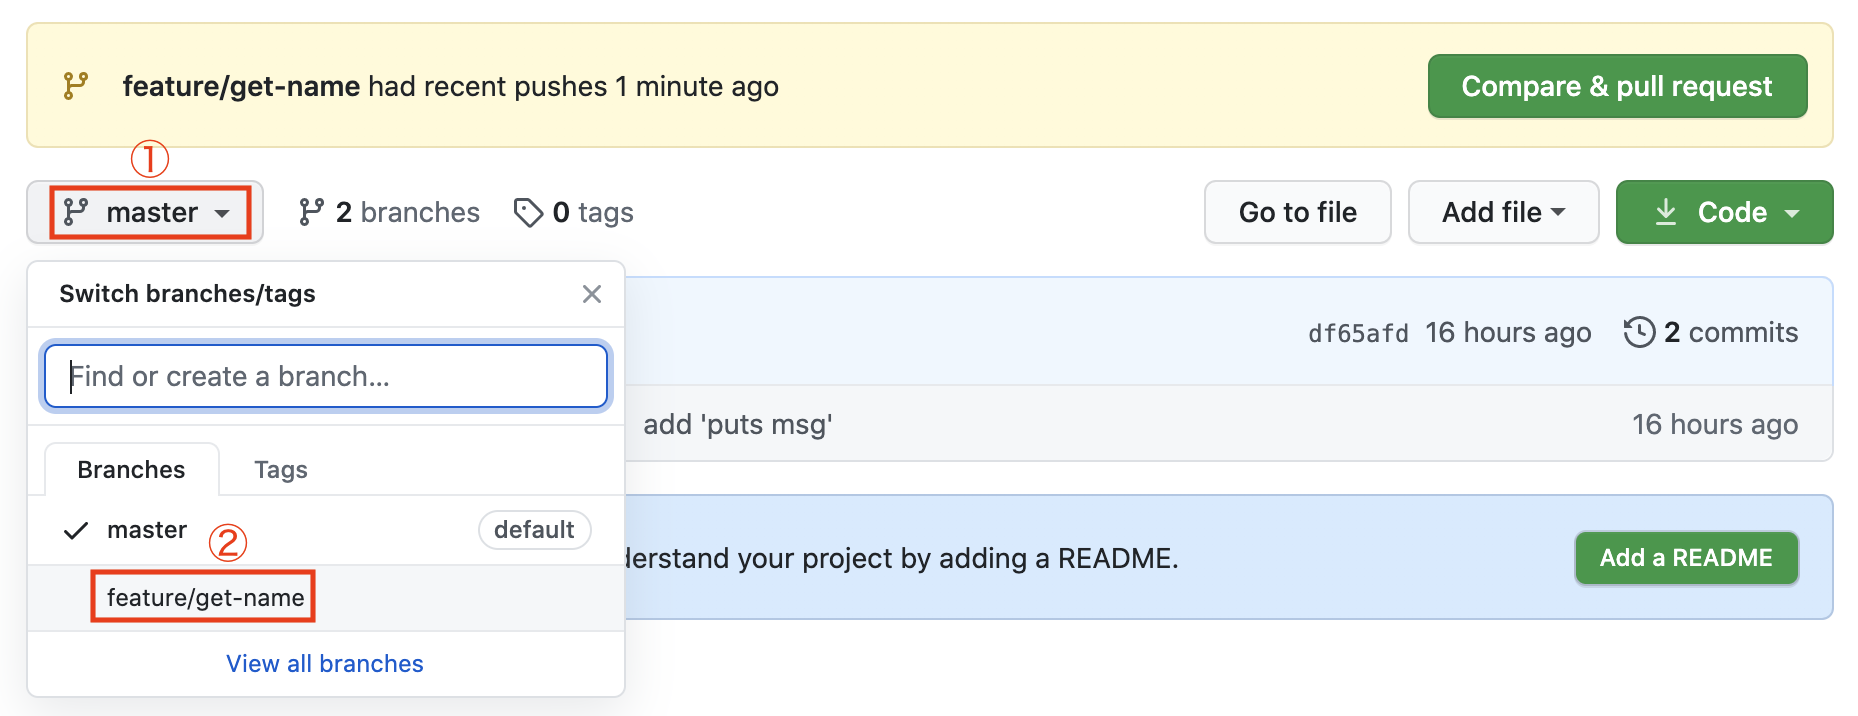 feature/get-name had recent pushes 1 minute ago
Compare & pull request
①
master
2 branches
0 tags
Go to file
Add file
Code
Switch branches/tags
Find or create a branch...
df65afd 16 hours ago
2 commits
add 'puts msg'
16 hours ago
Branches
Tags
master
default
②
feature/get-name
View all branches
your project by adding a README.
Add a README